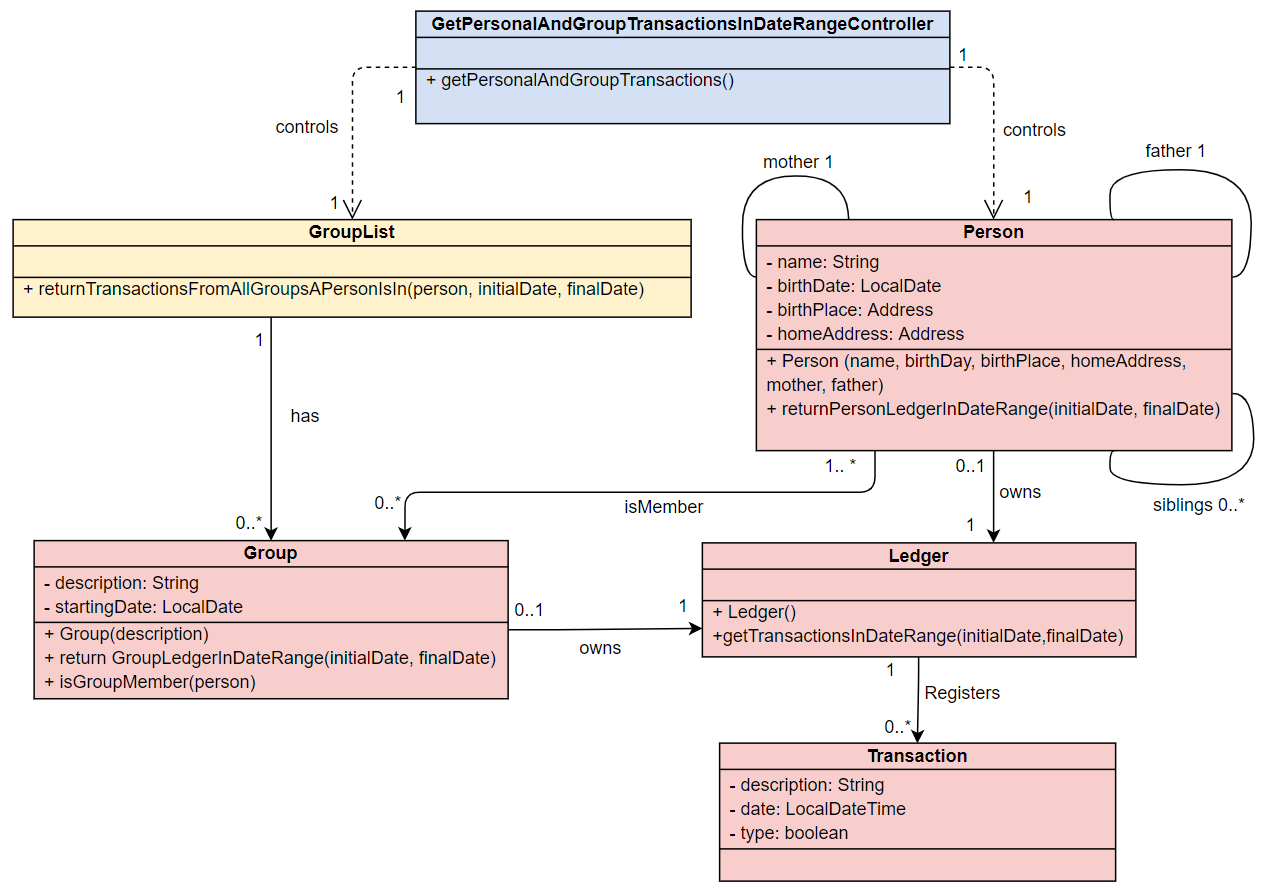 GetPersonalAndGroupTransactionsInDateRangeController
+ getPersonalAndGroupTransactions()
1
1
controls
controls
mother 1
father 1
1
1
GroupList
+ returnTransactionsFromAllGroupsAPersonIsIn(person, initialDate, finalDate)
Person
- name: String
- birthDate: LocalDate
- birthPlace: Address
- homeAddress: Address
+ Person (name, birthDay, birthPlace, homeAddress,
mother, father)
+ returnPersonLedgerInDateRange(initialDate, finalDate)
1
has
0..*
1.. *
0..*
isMember
0..1
owns
1
siblings 0..*
Group
- description: String
- startingDate: LocalDate
+ Group(description)
+ return GroupLedgerInDateRange(initialDate, finalDate)
+ isGroupMember(person)
0..1
1
owns
Ledger
+ Ledger()
+getTransactionsInDateRange(initialDate,finalDate)
1
Registers
0..*
Transaction
- description: String
- date: LocalDateTime
- type: boolean